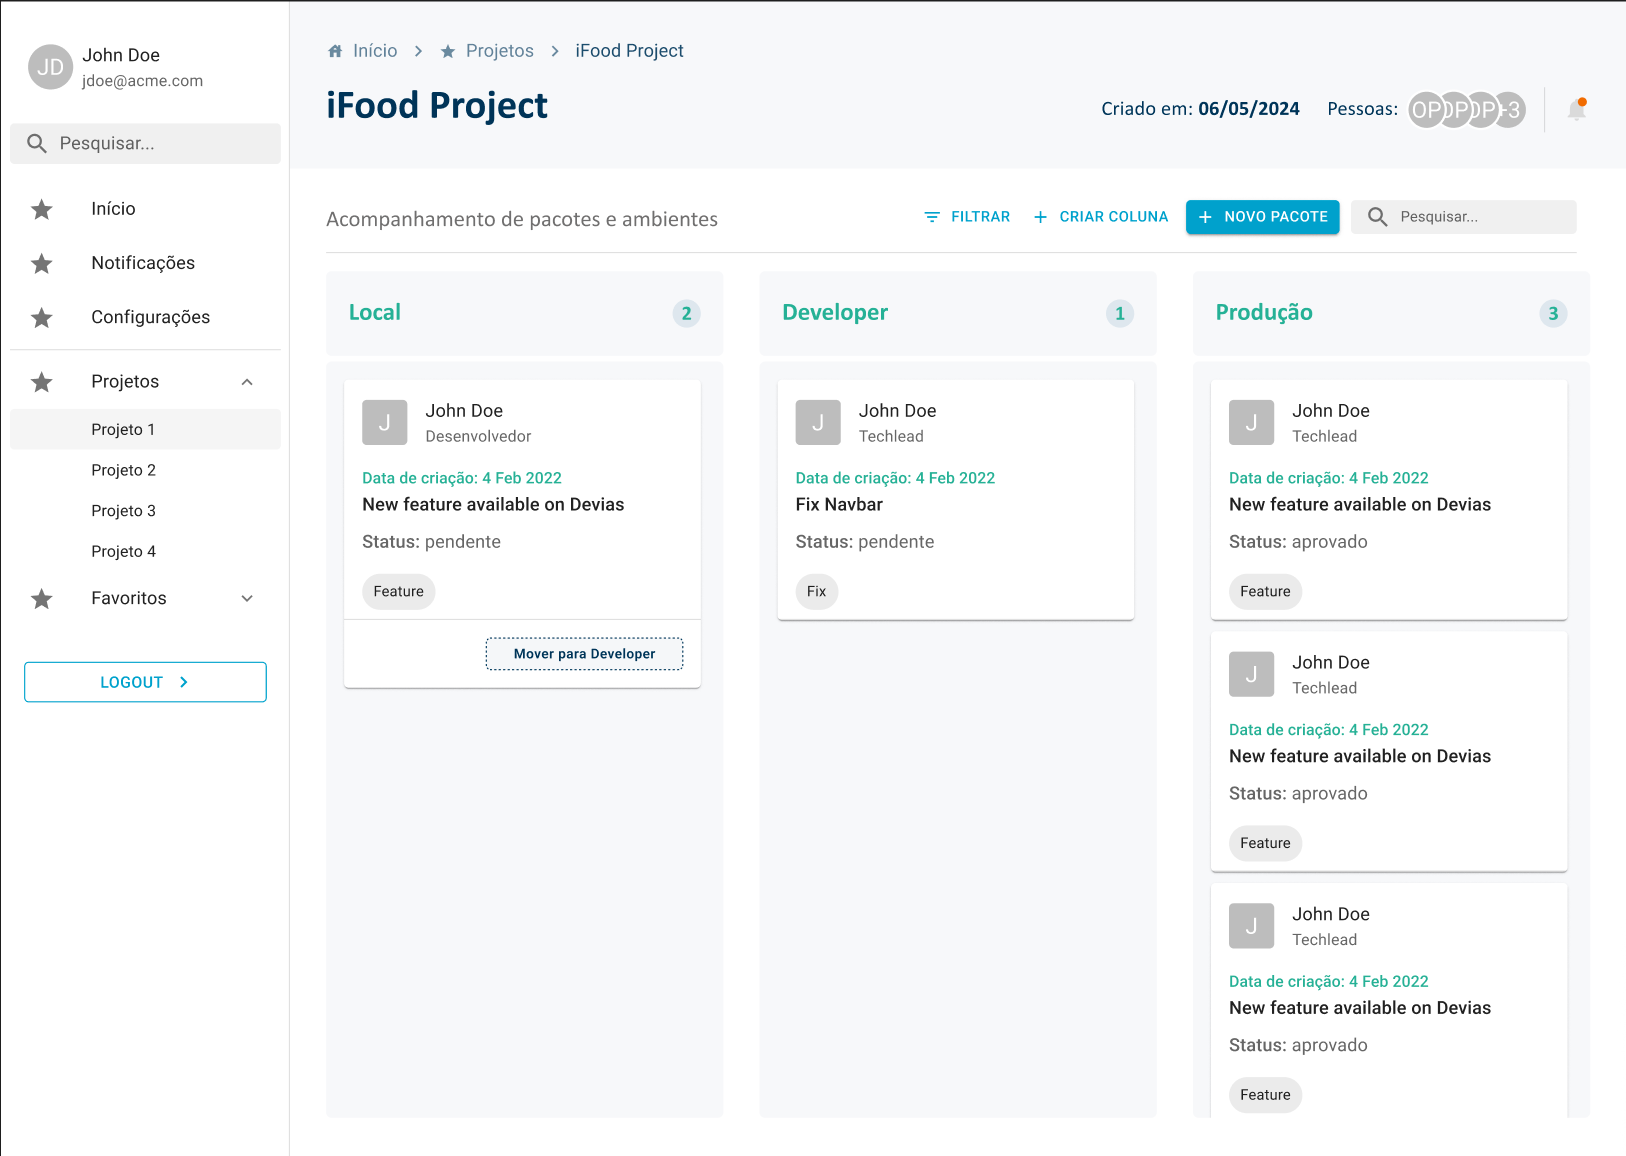 JD
John Doe
jdoe@acme.com
Pesquisar...
Início
Notificações
Configurações
Projetos
Projeto 1
Projeto 2
Projeto 3
Projeto 4
Favoritos
LOGOUT
Início > Projetos > iFood Project
iFood Project
Criado em: 06/05/2024 Pessoas: OP OP OP +3
Acompanhamento de pacotes e ambientes
FILTRAR + CRIAR COLUNA + NOVO PACOTE Pesquisar...
Local 2
J
John Doe
Desenvolvedor
Data de criação: 4 Feb 2022
New feature available on Devias
Status: pendente
Feature
Mover para Developer
Developer 1
J
John Doe
Techlead
Data de criação: 4 Feb 2022
Fix Navbar
Status: pendente
Fix
Produção 3
J
John Doe
Techlead
Data de criação: 4 Feb 2022
New feature available on Devias
Status: aprovado
Feature
J
John Doe
Techlead
Data de criação: 4 Feb 2022
New feature available on Devias
Status: aprovado
Feature
J
John Doe
Techlead
Data de criação: 4 Feb 2022
New feature available on Devias
Status: aprovado
Feature